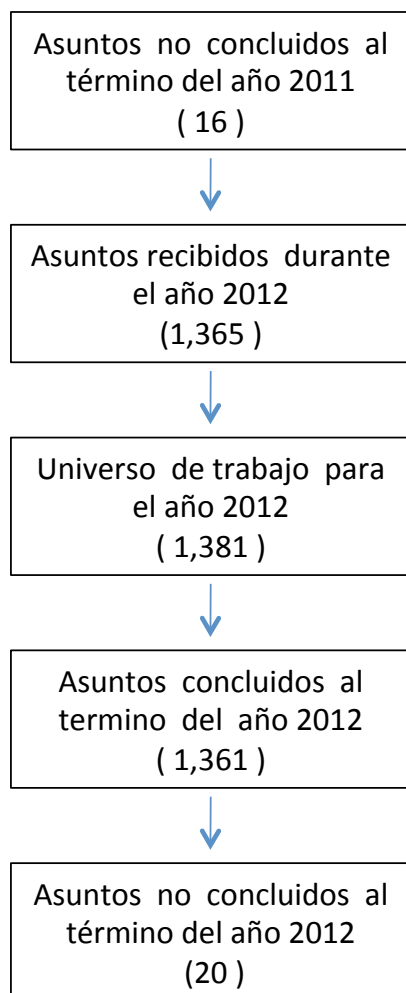 Asuntos no concluidos al
término del año 2011
( 16 )
Asuntos recibidos durante
el año 2012
(1,365 )
Universo de trabajo para
el año 2012
( 1,381 )
Asuntos concluidos al
termino del año 2012
( 1,361 )
Asuntos no concluidos al
término del año 2012
(20 )